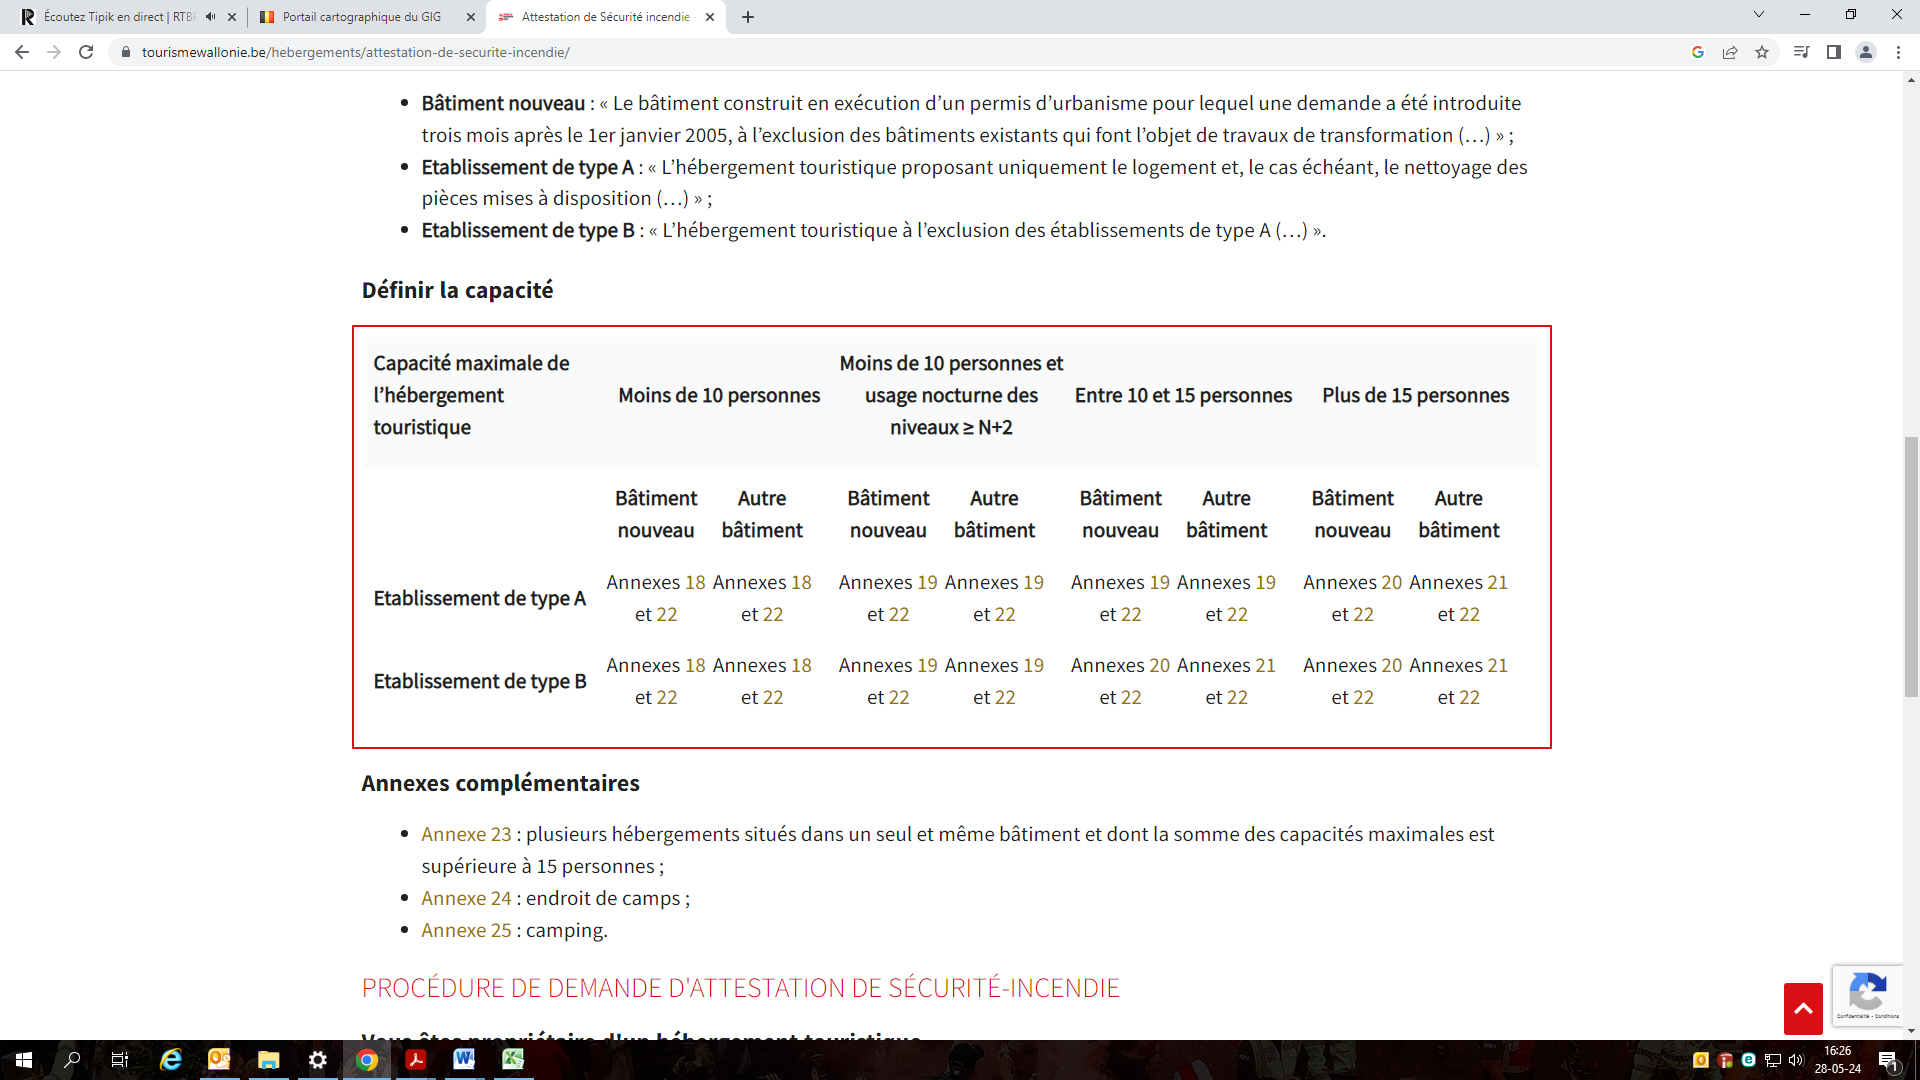 Écoutez Tipik en direct | RTB
Portail cartographique du GIG
Attestation de Sécurité incendie
tourismewallonie.be/hebergements/attestation-de-securite-incendie/
• Bâtiment nouveau : « Le bâtiment construit en exécution d’un permis d’urbanisme pour lequel une demande a été introduite
trois mois après le 1er janvier 2005, à l’exclusion des bâtiments existants qui font l’objet de travaux de transformation (…) » ;
• Etablissement de type A : « L’hébergement touristique proposant uniquement le logement et, le cas échéant, le nettoyage des
pièces mises à disposition (…) » ;
• Etablissement de type B : « L’hébergement touristique à l’exclusion des établissements de type A (…) ».
Définir la capacité
Capacité maximale de
l’hébergement
touristique
Moins de 10 personnes
Moins de 10 personnes et
usage nocturne des
niveaux ≥ N+2
Entre 10 et 15 personnes
Plus de 15 personnes
Bâtiment Autre Bâtiment Autre Bâtiment Autre Bâtiment Autre
nouveau bâtiment nouveau bâtiment nouveau bâtiment nouveau bâtiment
Etablissement de type A
Annexes 18 Annexes 18 Annexes 19 Annexes 19 Annexes 19 Annexes 19 Annexes 20 Annexes 21
et 22 et 22 et 22 et 22 et 22 et 22 et 22 et 22
Etablissement de type B
Annexes 18 Annexes 18 Annexes 19 Annexes 19 Annexes 20 Annexes 21 Annexes 20 Annexes 21
et 22 et 22 et 22 et 22 et 22 et 22 et 22 et 22
Annexes complémentaires
• Annexe 23 : plusieurs hébergements situés dans un seul et même bâtiment et dont la somme des capacités maximales est
supérieure à 15 personnes ;
• Annexe 24 : endroit de camps ;
• Annexe 25 : camping.
PROCÉDURE DE DEMANDE D'ATTESTATION DE SÉCURITÉ-INCENDIE
Vous êtes propriétaire d'un hébergement touristique
Confidentialité - Conditions
16:26
28-05-24
1